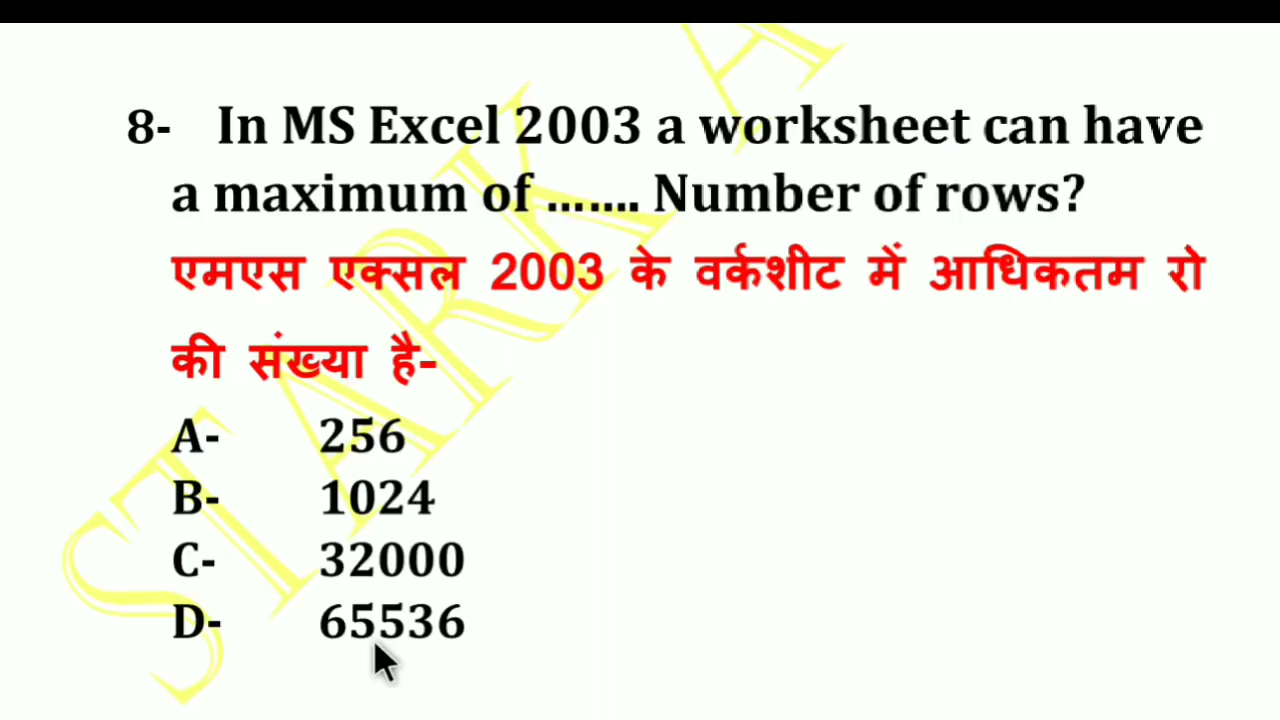 8- In MS Excel 2003 a worksheet can have
a maximum of ....... Number of rows?
एमएस एक्सल 2003 के वर्कशीट में आधिकतम रो
की संख्या है-
A- 256
B- 1024
C- 32000
D- 65536
STARK A